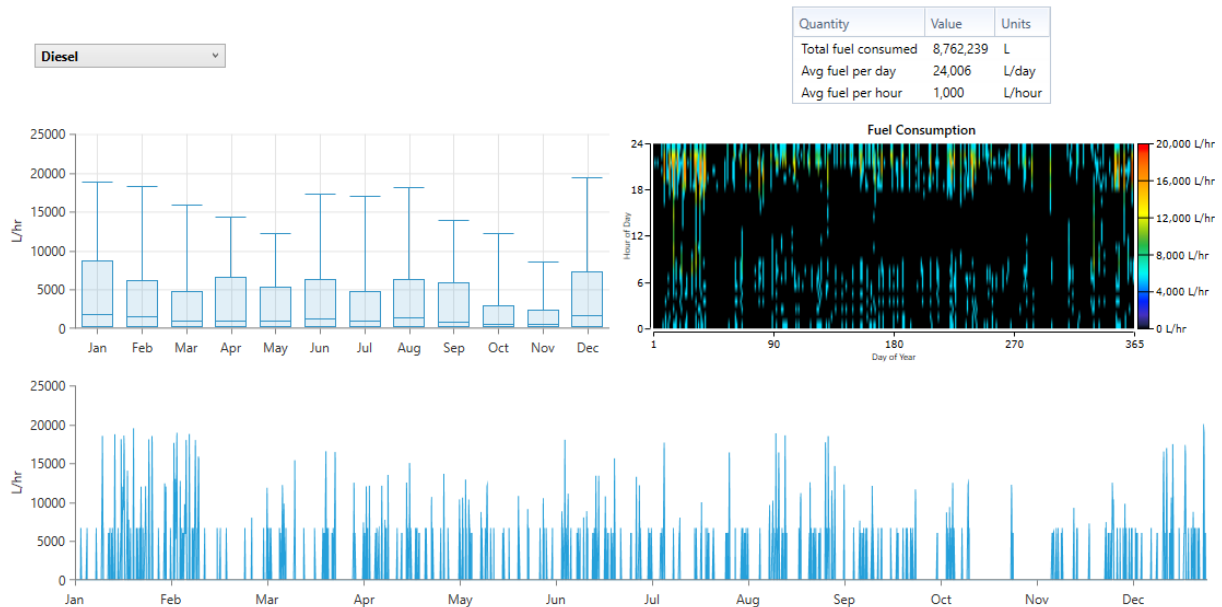 Quantity Value Units
Total fuel consumed 8,762,239 L
Avg fuel per day 24,006 L/day
Avg fuel per hour 1,000 L/hour
Diesel
25000
20000
15000
10000
5000
0
L/hr
Jan Feb Mar Apr May Jun Jul Aug Sep Oct Nov Dec
Fuel Consumption
24
18
12
6
0
Hour of Day
1 90 180 270 365
Day of Year
20,000 L/hr
16,000 L/hr
12,000 L/hr
8,000 L/hr
4,000 L/hr
0 L/hr
25000
20000
15000
10000
5000
0
L/hr
Jan Feb Mar Apr May Jun Jul Aug Sep Oct Nov Dec